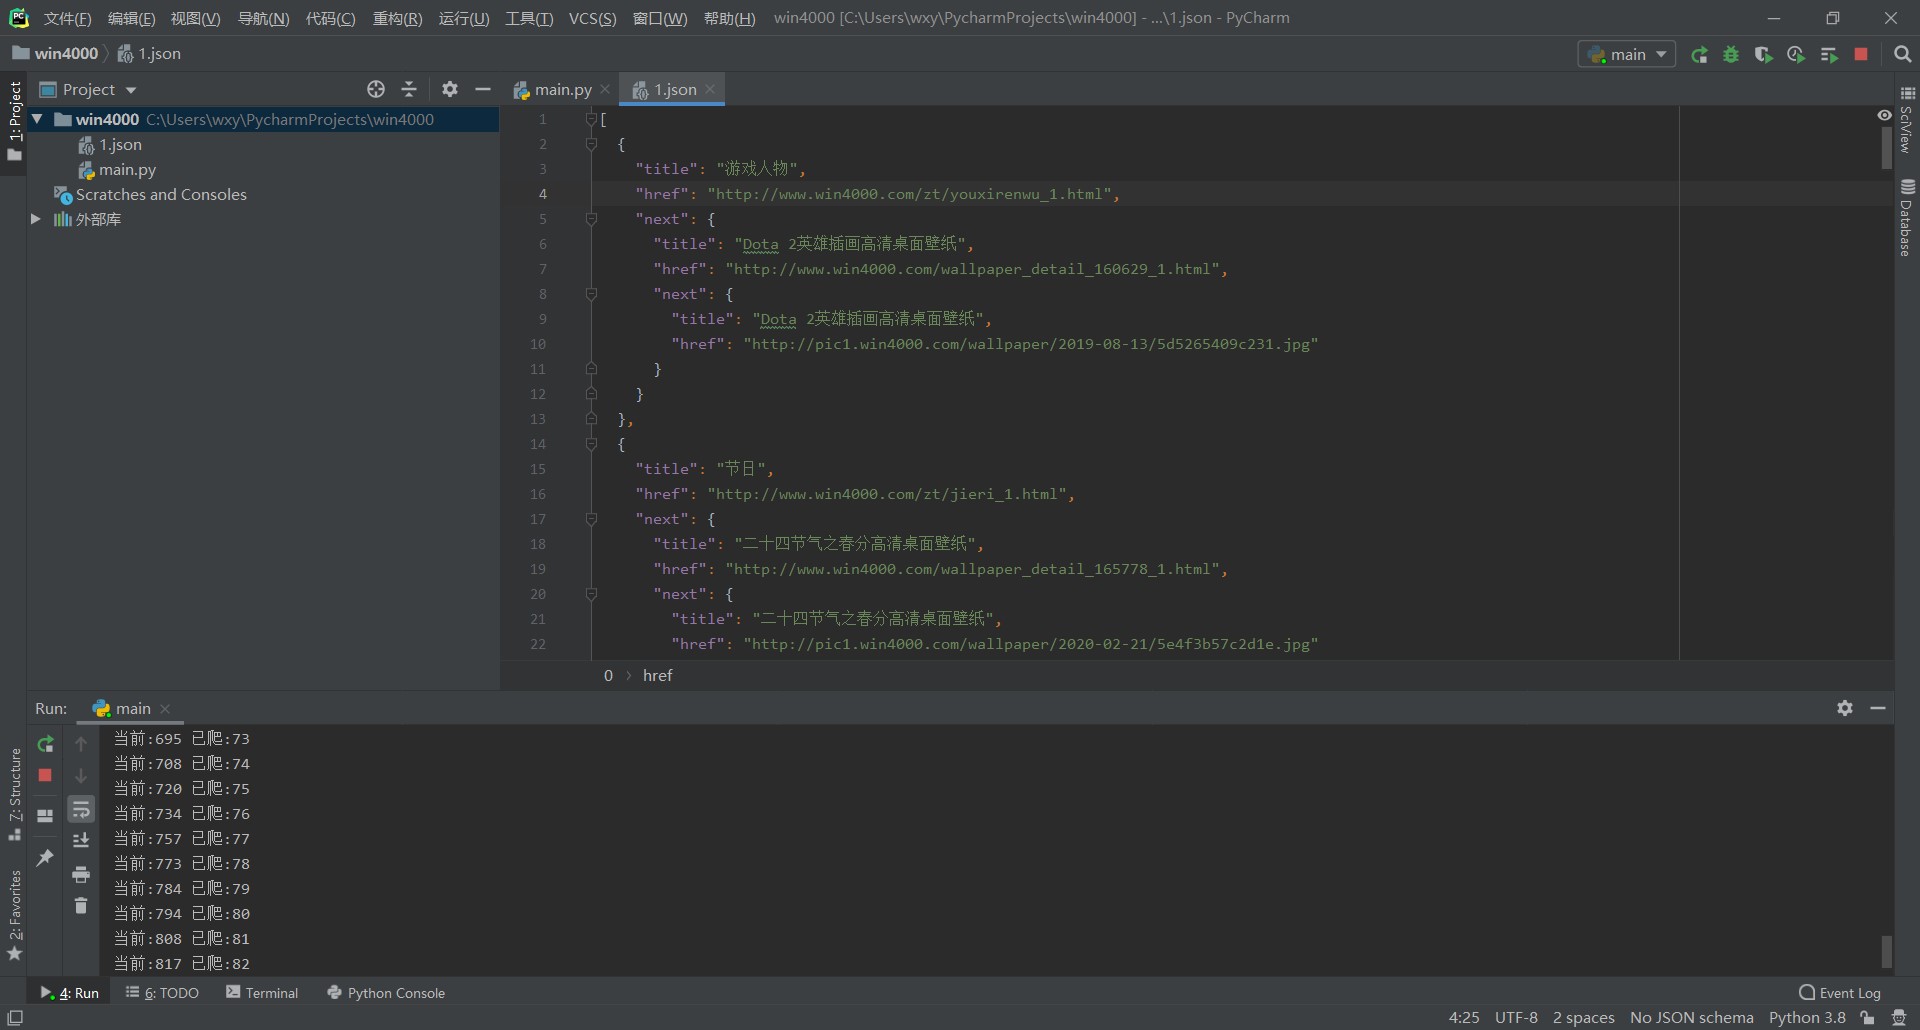 文件(F) 编辑(E) 视图(V) 导航(N) 代码(C) 重构(R) 运行(U) 工具(T) VCS(S) 窗口(W) 帮助(H) win4000 [C:\Users\wxy\PycharmProjects\win4000] - ...\1.json - PyCharm
win4000 1.json main
1: Project
Project
main.py 1.json
win4000 C:\Users\wxy\PycharmProjects\win4000
1.json
main.py
Scratches and Consoles
外部库
1 [
2 {
3 "title": "游戏人物",
4 "href": "http://www.win4000.com/zt/youxirenwu_1.html",
5 "next": {
6 "title": "Dota 2英雄插画高清桌面壁纸",
7 "href": "http://www.win4000.com/wallpaper_detail_160629_1.html",
8 "next": {
9 "title": "Dota 2英雄插画高清桌面壁纸",
10 "href": "http://pic1.win4000.com/wallpaper/2019-08-13/5d5265409c231.jpg"
11 }
12 }
13 },
14 {
15 "title": "节日",
16 "href": "http://www.win4000.com/zt/jieri_1.html",
17 "next": {
18 "title": "二十四节气之春分高清桌面壁纸",
19 "href": "http://www.win4000.com/wallpaper_detail_165778_1.html",
20 "next": {
21 "title": "二十四节气之春分高清桌面壁纸",
22 "href": "http://pic1.win4000.com/wallpaper/2020-02-21/5e4f3b57c2d1e.jpg"
0 › href
SciView
Database
Run: main
当前:695 已爬:73
当前:708 已爬:74
当前:720 已爬:75
当前:734 已爬:76
当前:757 已爬:77
当前:773 已爬:78
当前:784 已爬:79
当前:794 已爬:80
当前:808 已爬:81
当前:817 已爬:82
7: Structure
2: Favorites
4: Run 6: TODO Terminal Python Console Event Log
4:25 UTF-8 2 spaces No JSON schema Python 3.8